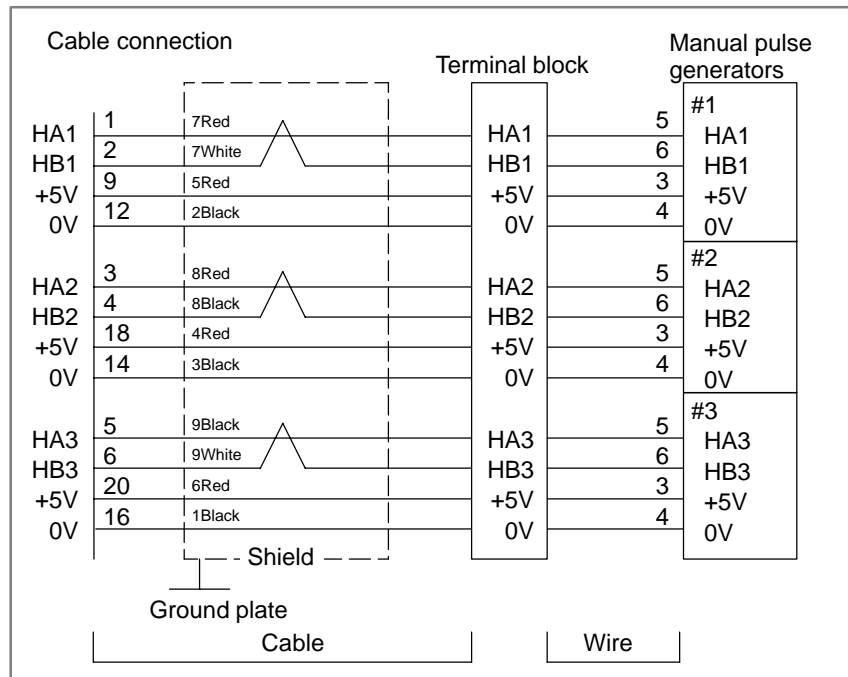 Cable connection
Terminal block
Manual pulse
generators
#1
HA1 1 7Red HA1 5 HA1
HB1 2 7White HB1 6 HB1
+5V 9 5Red +5V 3 +5V
0V 12 2Black 0V 4 0V
#2
HA2 3 8Red HA2 5 HA2
HB2 4 8Black HB2 6 HB2
+5V 18 4Red +5V 3 +5V
0V 14 3Black 0V 4 0V
#3
HA3 5 9Black HA3 5 HA3
HB3 6 9White HB3 6 HB3
+5V 20 6Red +5V 3 +5V
0V 16 1Black 0V 4 0V
Shield
Ground plate
Cable Wire